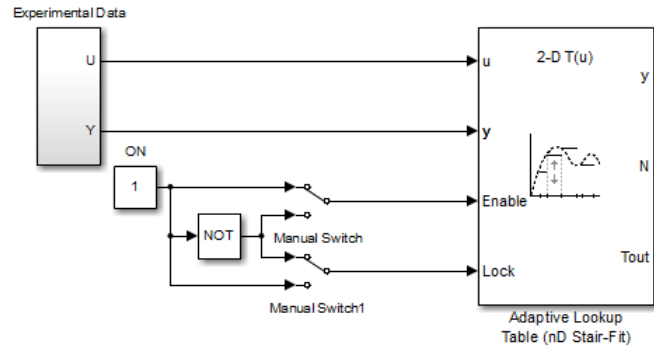 Experimental Data
U
Y
ON
1
NOT
Manual Switch
Manual Switch1
2-D T(u)
u
y
Enable
Lock
y
N
Tout
Adaptive Lookup
Table (nD Stair-Fit)